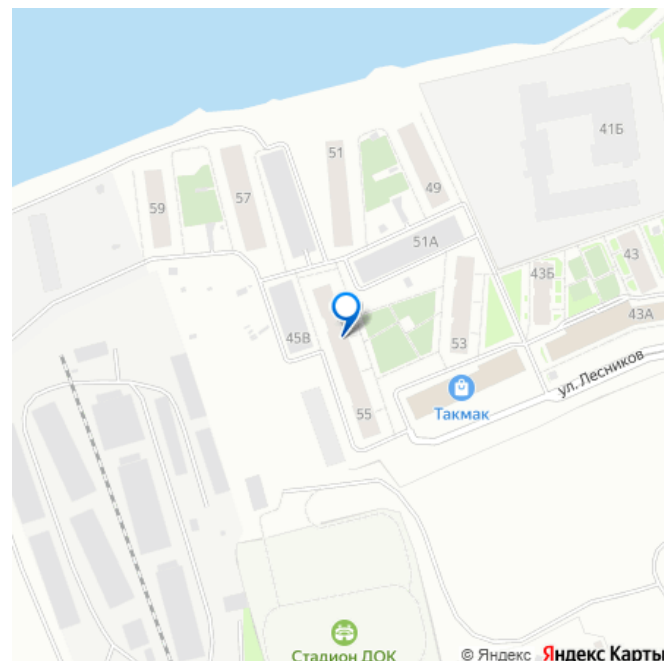 41Б
51
57
59
49
51А
43
43Б
43А
45В
53
ул. Лесников
Такмак
55
Стадион ДОК
© Яндекс Яндекс Карты